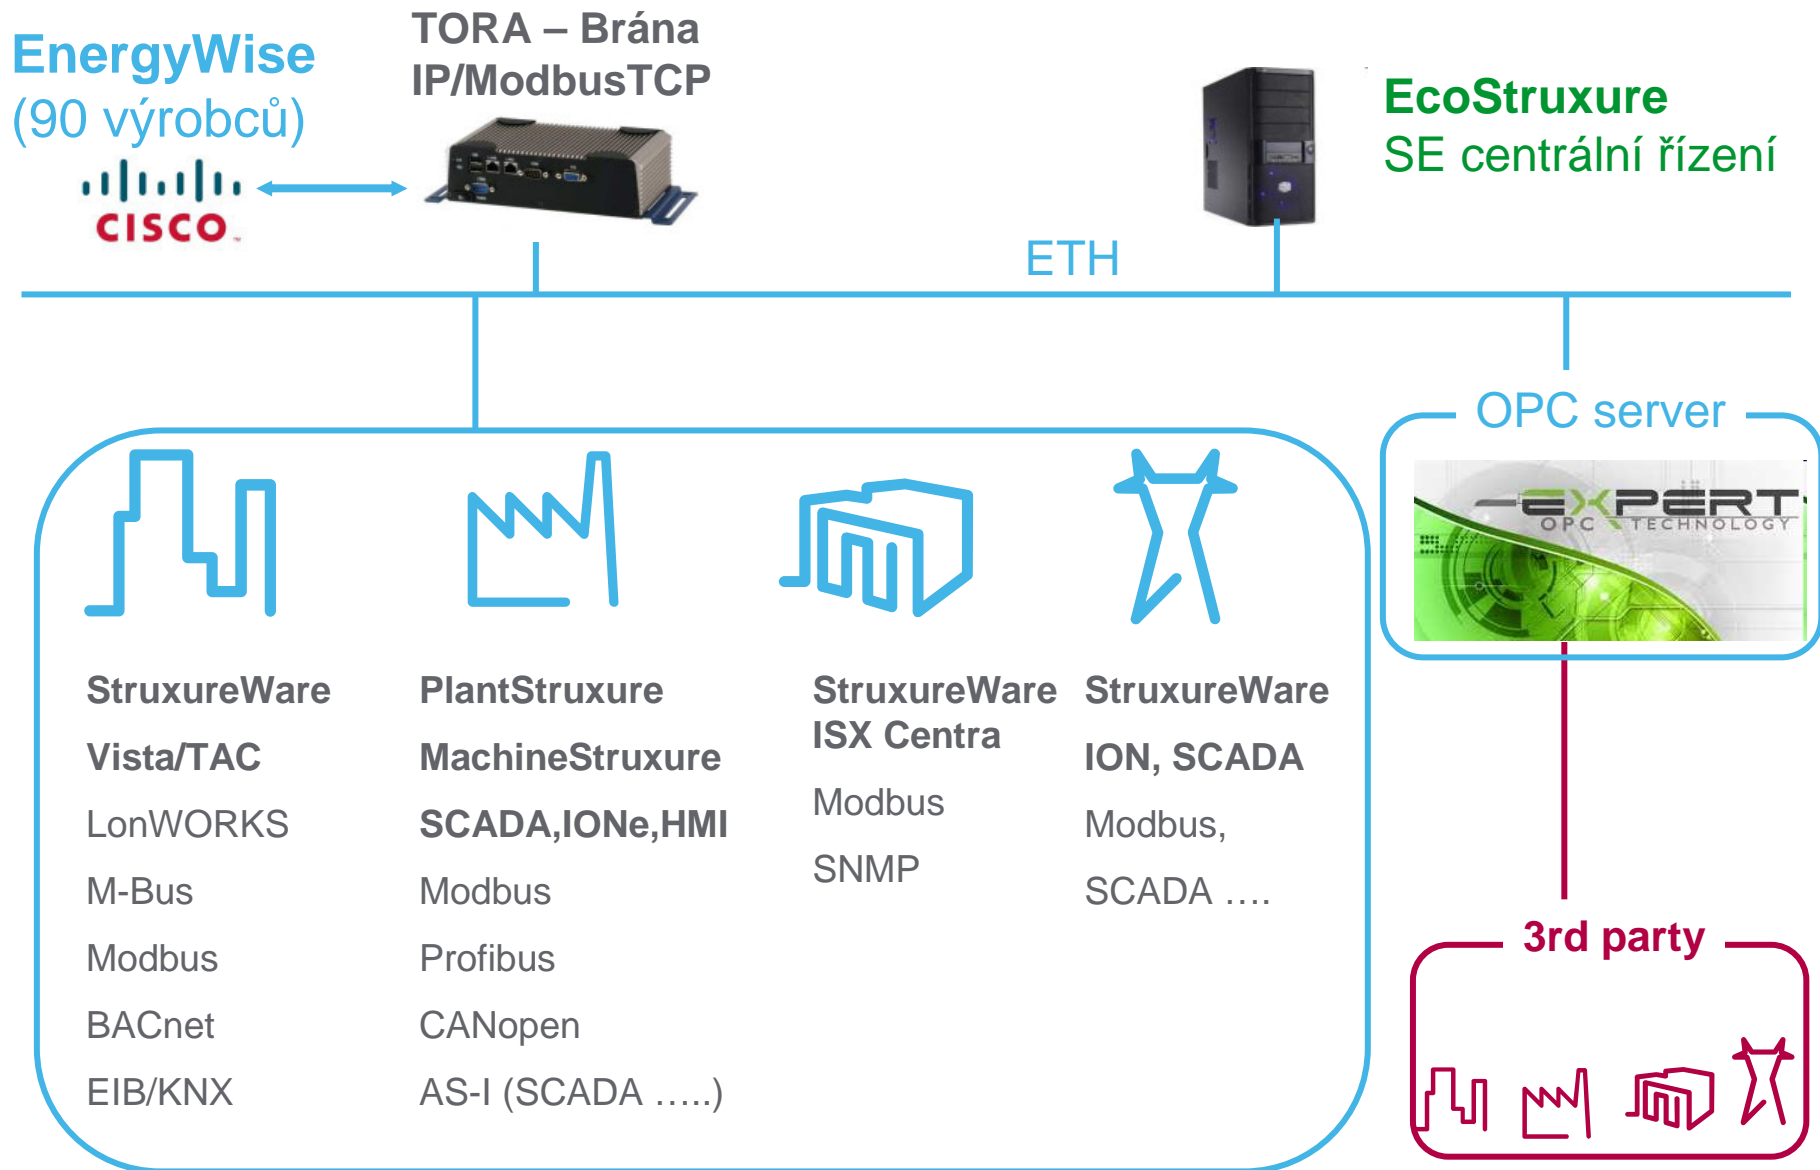 EnergyWise
(90 výrobců)
CISCO
TORA – Brána
IP/ModbusTCP
EcoStruxure
SE centrální řízení
ETH
OPC server
EXPERT
OPC TECHNOLOGY
StruxureWare
Vista/TAC
LonWORKS
M-Bus
Modbus
BACnet
EIB/KNX
PlantStruxure
MachineStruxure
SCADA,IONe,HMI
Modbus
Profibus
CANopen
AS-I (SCADA …..)
StruxureWare
ISX Centra
Modbus
SNMP
StruxureWare
ION, SCADA
Modbus,
SCADA ….
3rd party